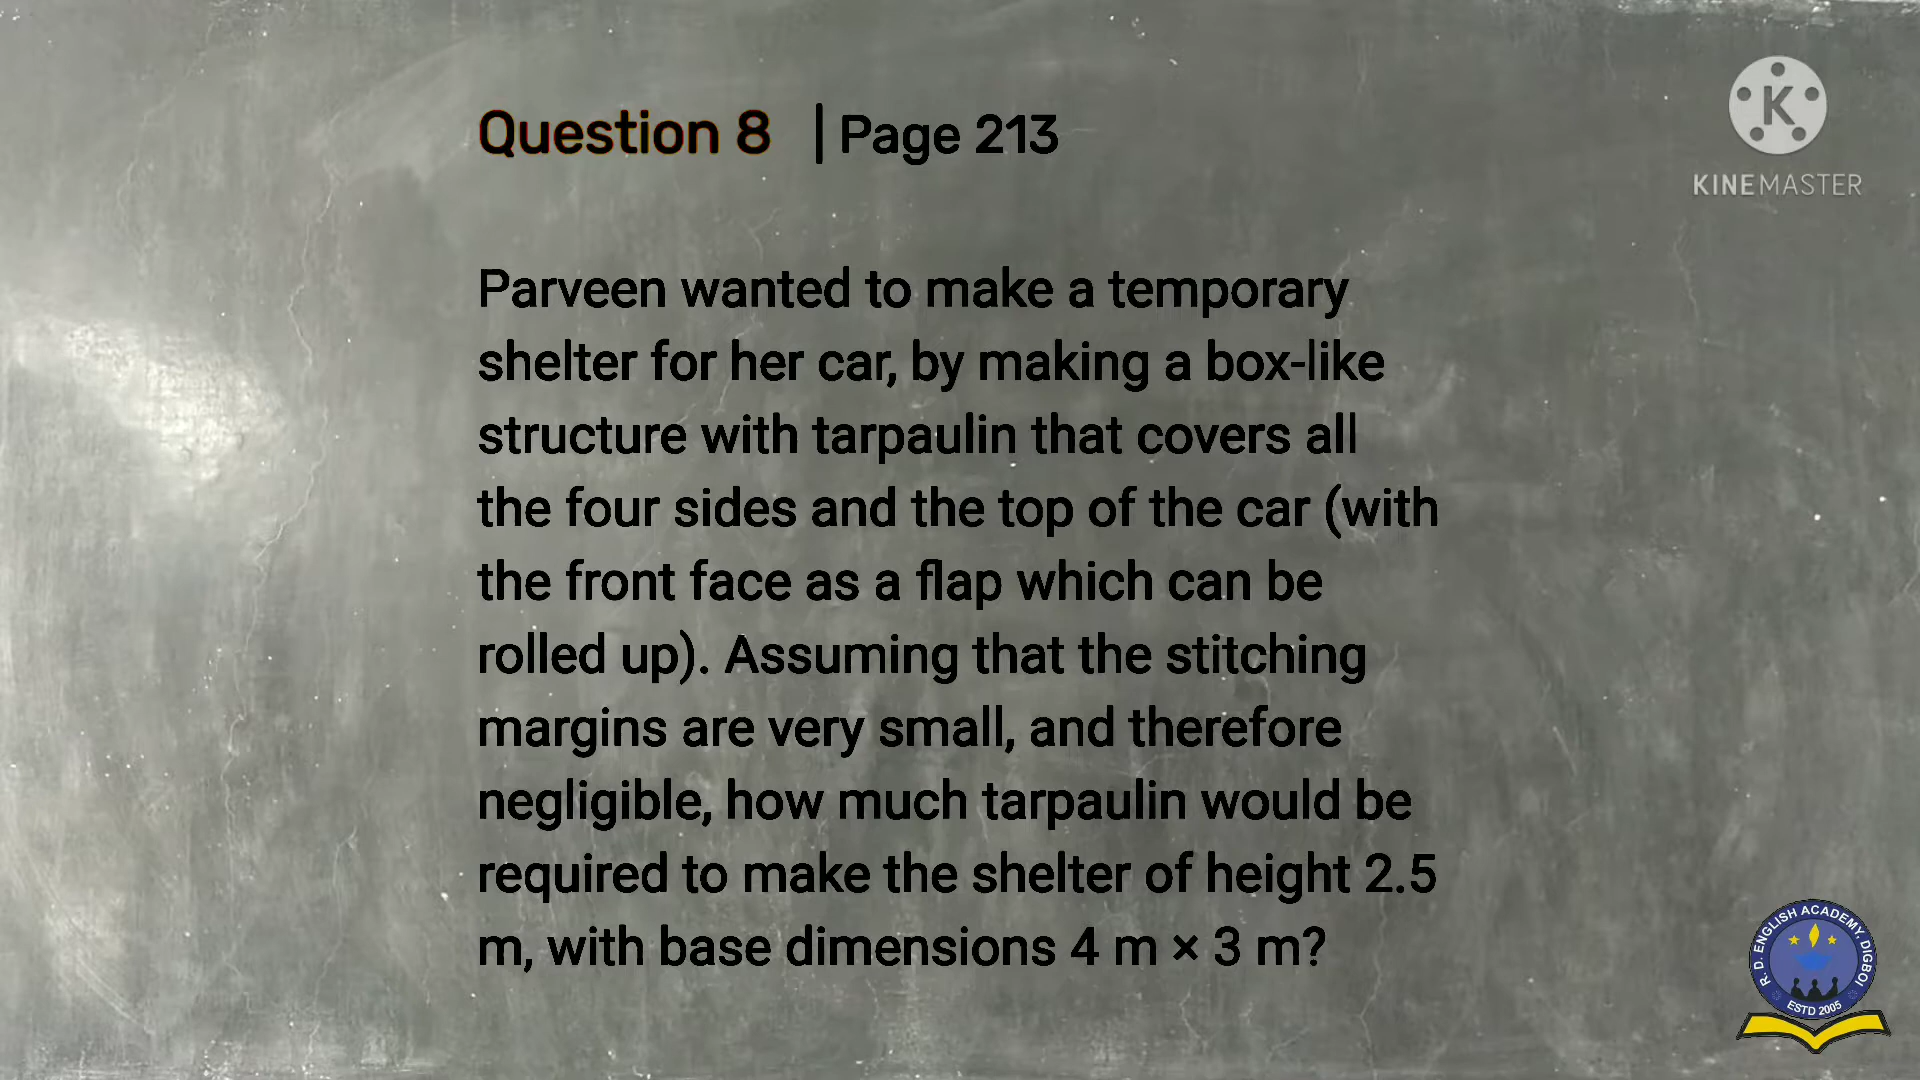 Question 8 | Page 213
K
KINEMASTER
Parveen wanted to make a temporary
shelter for her car, by making a box-like
structure with tarpaulin that covers all
the four sides and the top of the car (with
the front face as a flap which can be
rolled up). Assuming that the stitching
margins are very small, and therefore
negligible, how much tarpaulin would be
required to make the shelter of height 2.5
m, with base dimensions 4 m × 3 m?
R. D. ENGLISH ACADEMY, DIGBOI
ESTD 2005